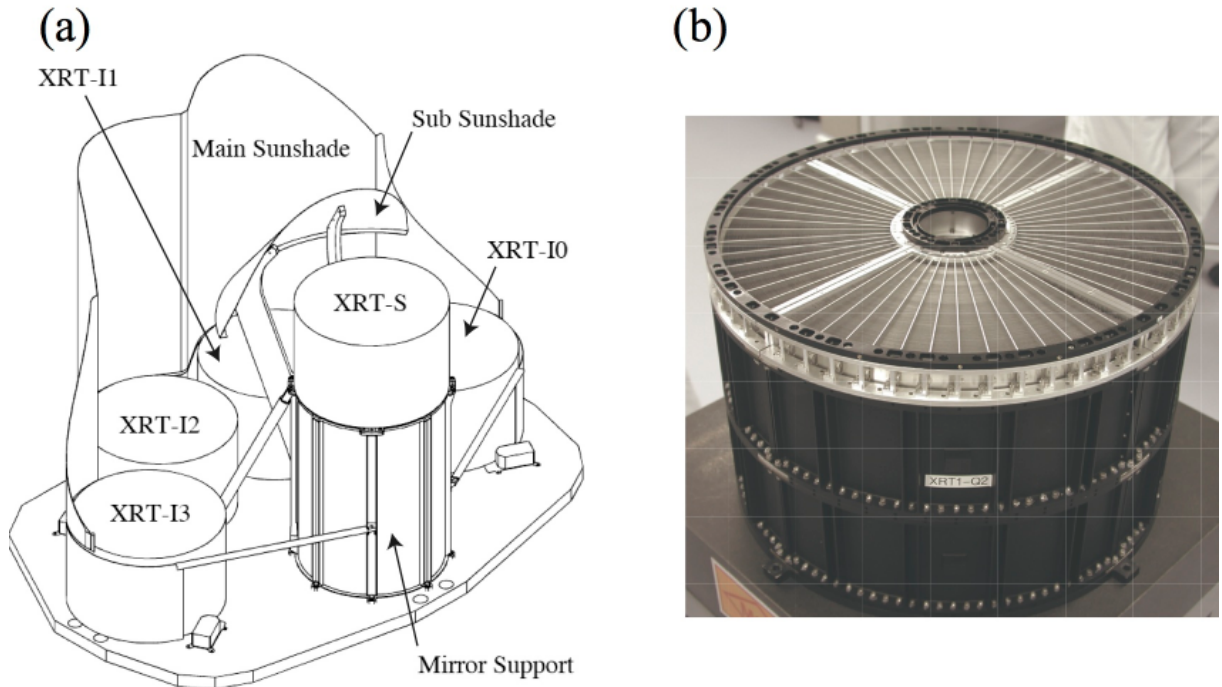 (a)
(b)
XRT-I1
Sub Sunshade
Main Sunshade
XRT-I0
XRT-S
XRT-I2
XRT-I3
Mirror Support
XRT1-Q2